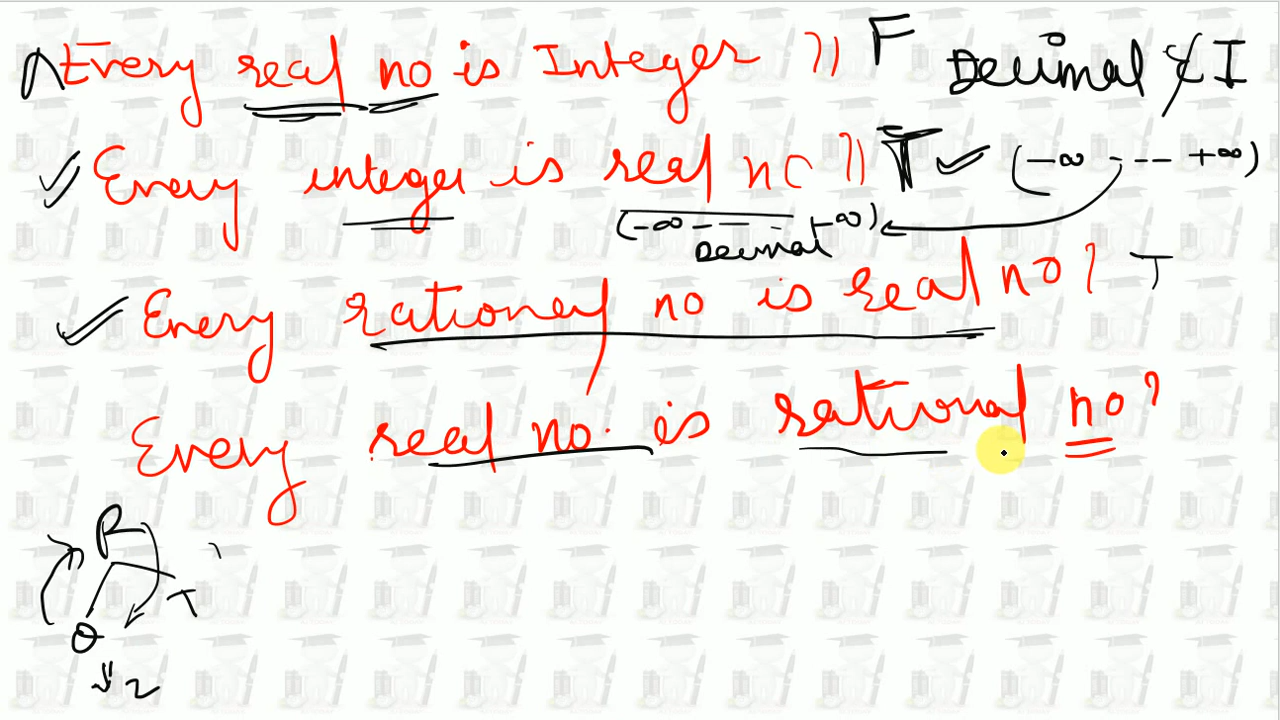 Every real no is Integer ?? F Decimal ⊄ I
Every integer is real no ?? T ✓ (-∞ --- +∞)
(-∞ --- +∞)
Decimal
Every rational no is real no? T
Every real no. is rational no?
R
Q T